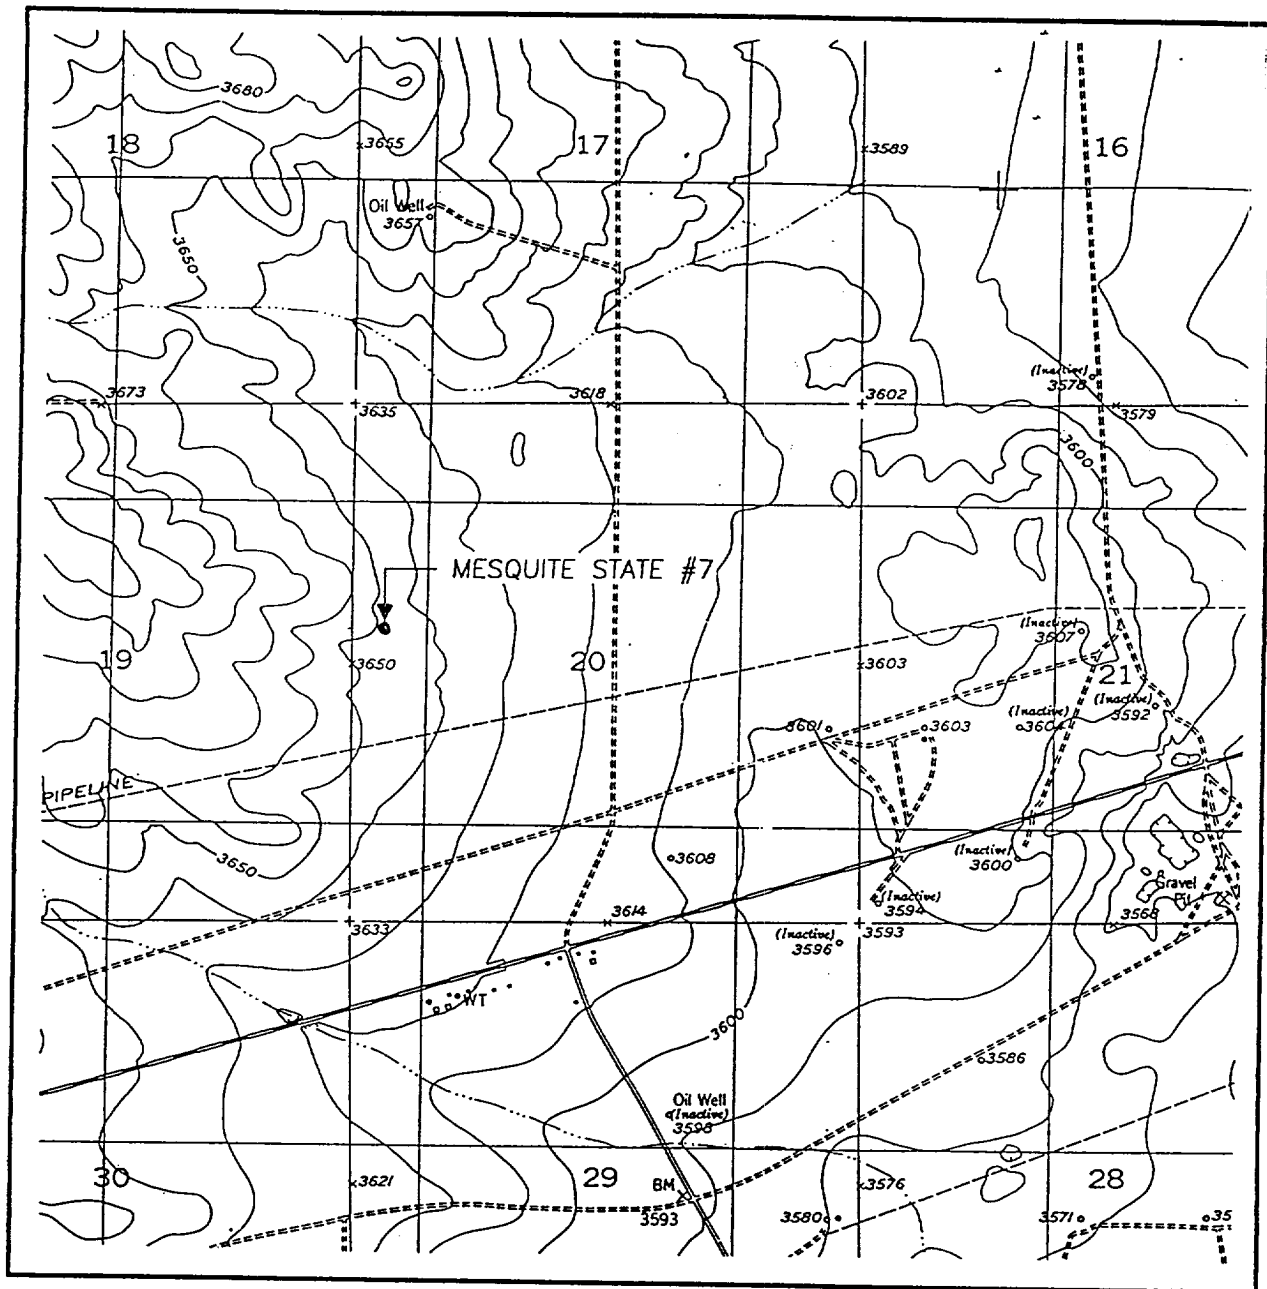 3680
18
3655
17
3589
16
Oil Well
3657
3650
(Inactive)
3578
3673
3635
3618
3602
3579
3600
MESQUITE STATE #7
(Inactive)
3607
19
3650
20
3603
21
(Inactive)
3592
(Inactive)
3604
3601
3603
PIPELINE
3650
3608
(Inactive)
3600
Gravel
Pit
(Inactive)
3594
3633
3614
3593
3568
(Inactive)
3596
WT
3600
3586
Oil Well
(Inactive)
3598
30
3621
29
BM
3593
3576
28
3580
3571
35